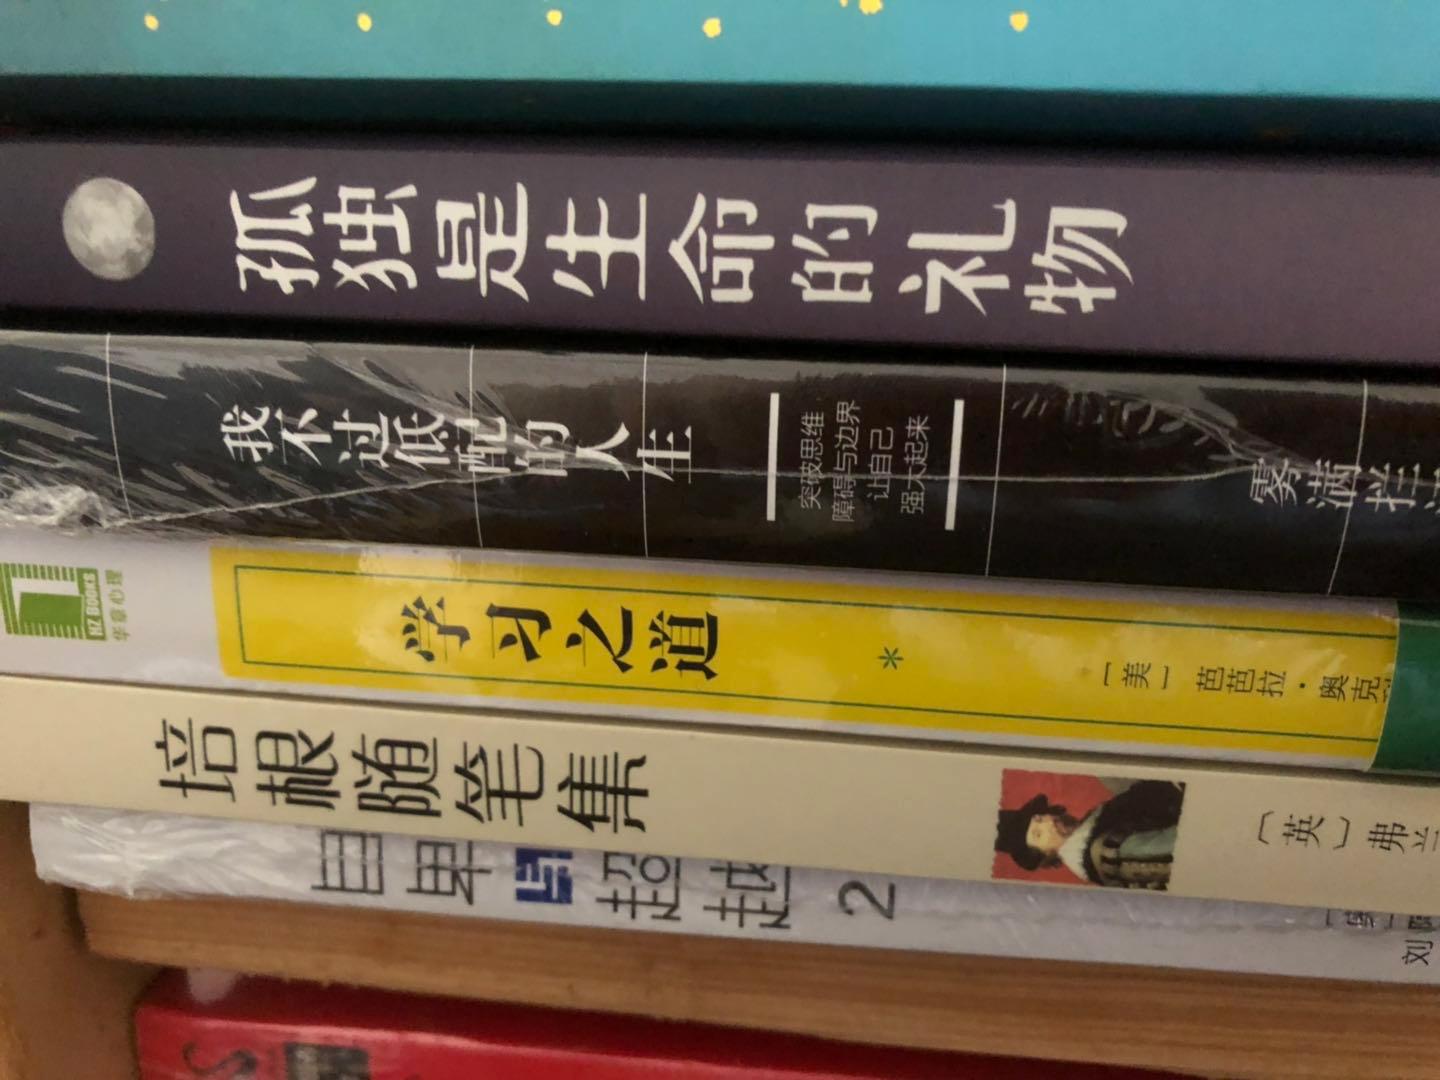 孤独是生命的礼物
我不过低配的人生
突破思维
障碍与边界
让自己
强大起来
雾满拦江
HZ BOOKS
华章心理
学习之道
*
[美] 芭芭拉·奥克
培根随笔集
〔英〕弗兰
自卑与超越2
刘